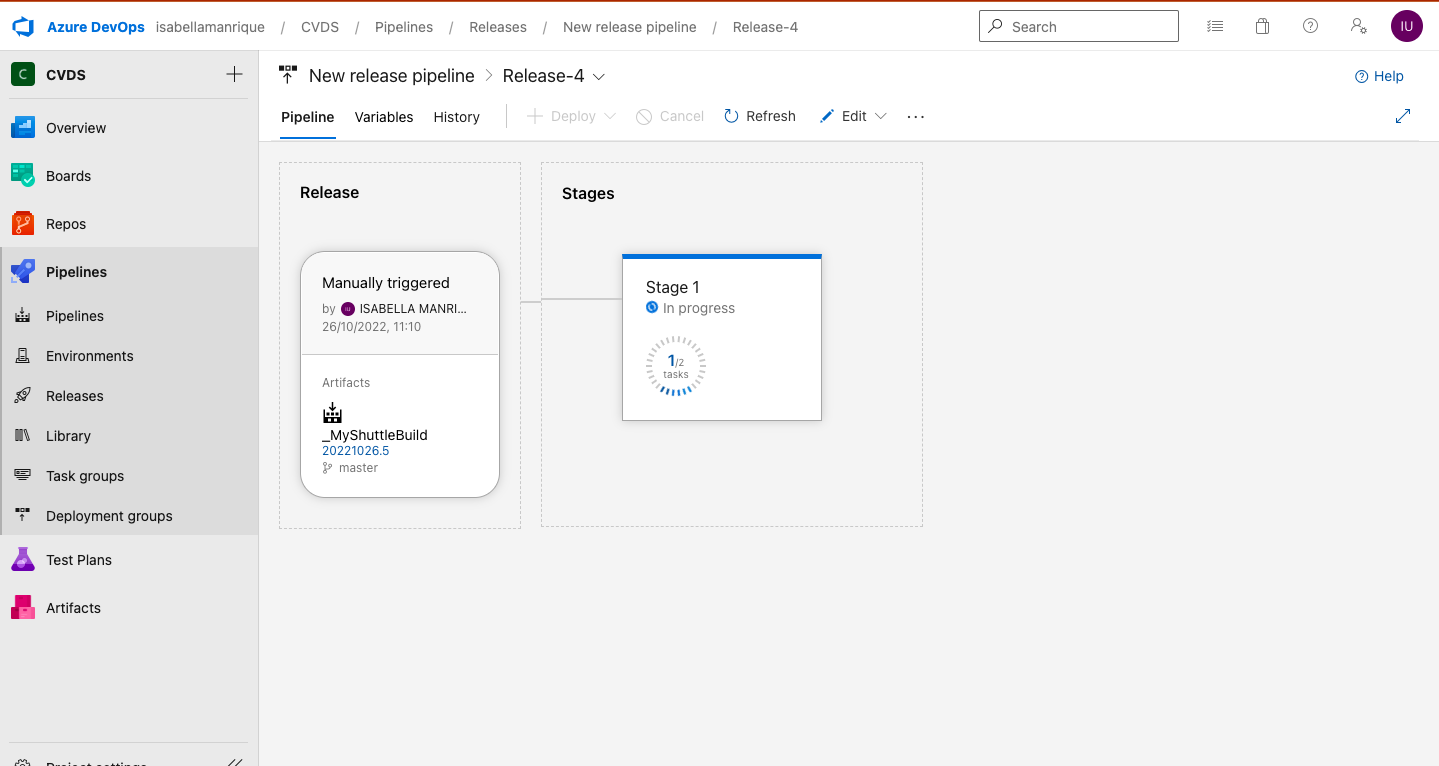 Azure DevOps isabellamanrique / CVDS / Pipelines / Releases / New release pipeline / Release-4
Search
IU
C CVDS
Overview
Boards
Repos
Pipelines
Pipelines
Environments
Releases
Library
Task groups
Deployment groups
Test Plans
Artifacts
Project settings
New release pipeline > Release-4
Help
Pipeline Variables History Deploy Cancel Refresh Edit ...
Release
Manually triggered
by IU ISABELLA MANRI...
26/10/2022, 11:10
Artifacts
_MyShuttleBuild
20221026.5
master
Stages
Stage 1
In progress
1/2
tasks